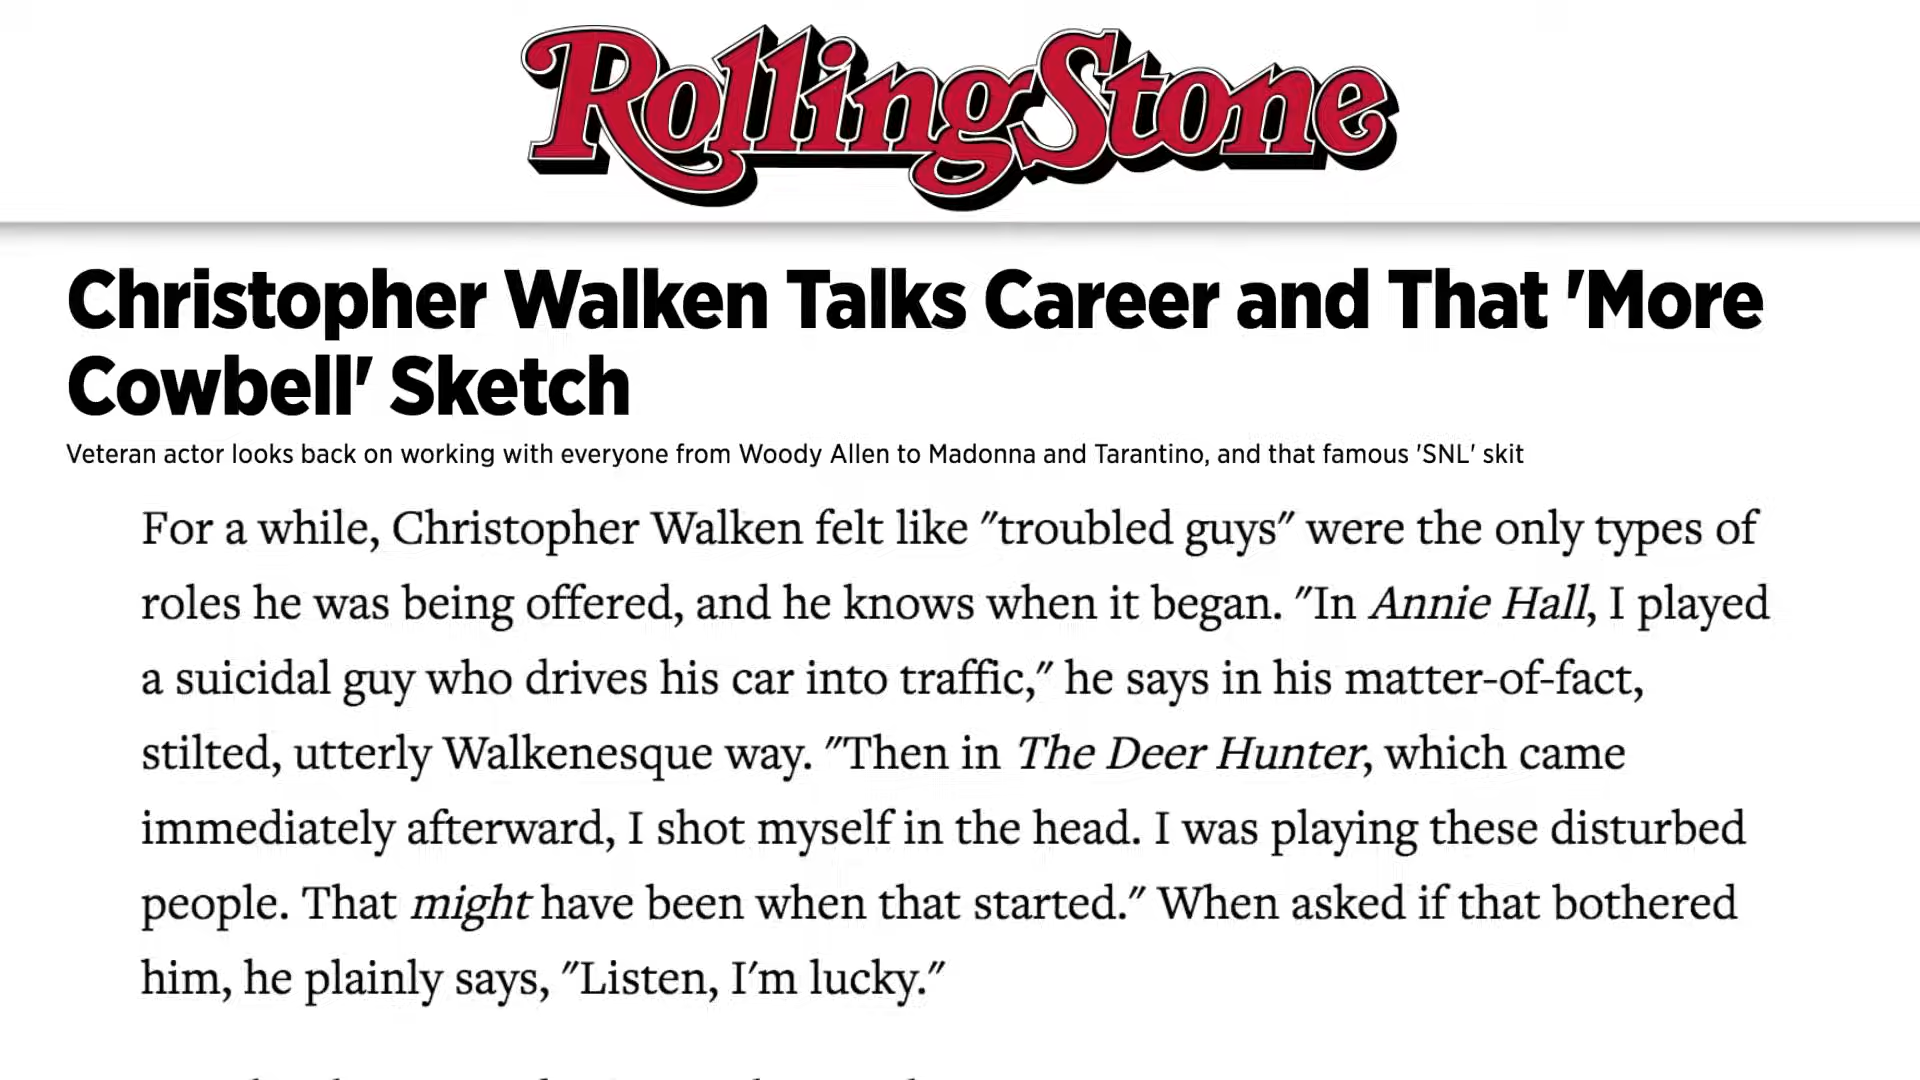 RollingStone
Christopher Walken Talks Career and That 'More
Cowbell' Sketch
Veteran actor looks back on working with everyone from Woody Allen to Madonna and Tarantino, and that famous 'SNL' skit
For a while, Christopher Walken felt like "troubled guys" were the only types of
roles he was being offered, and he knows when it began. "In Annie Hall, I played
a suicidal guy who drives his car into traffic," he says in his matter-of-fact,
stilted, utterly Walkenesque way. "Then in The Deer Hunter, which came
immediately afterward, I shot myself in the head. I was playing these disturbed
people. That might have been when that started." When asked if that bothered
him, he plainly says, "Listen, I'm lucky."